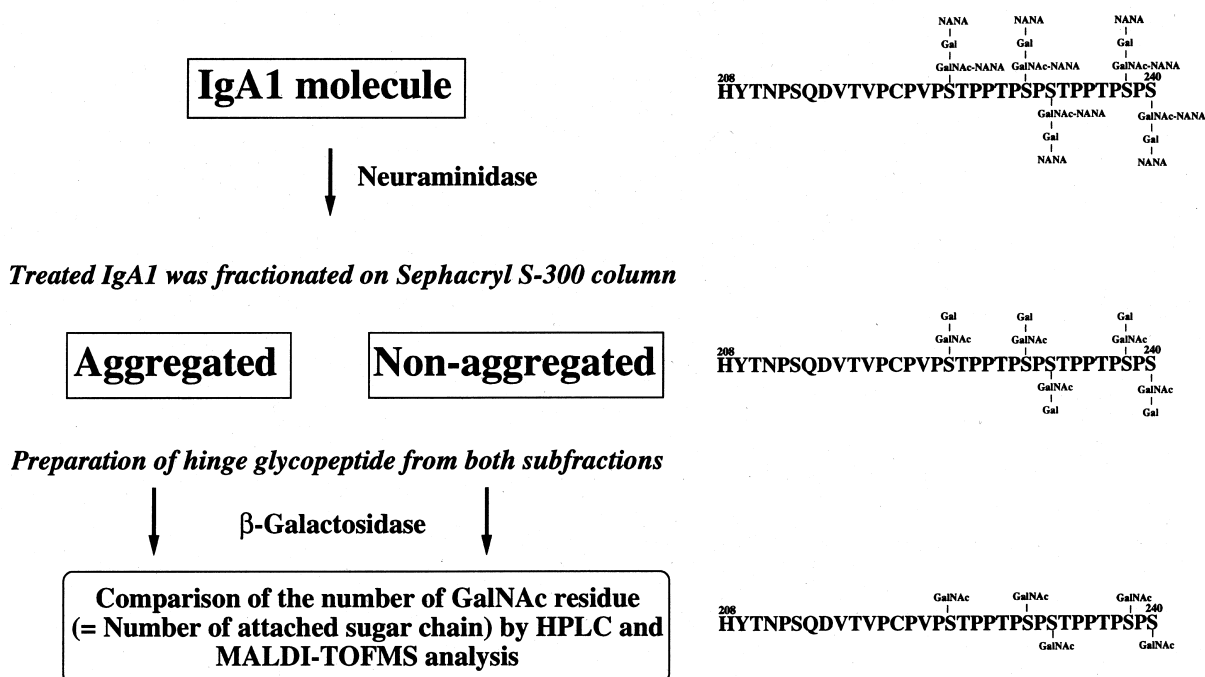 IgA1 molecule
Neuraminidase
Treated IgA1 was fractionated on Sephacryl S-300 column
Aggregated
Non-aggregated
Preparation of hinge glycopeptide from both subfractions
β-Galactosidase
Comparison of the number of GalNAc residue
(= Number of attached sugar chain) by HPLC and
MALDI-TOFMS analysis
NANA NANA NANA
Gal Gal Gal
GalNAc-NANA GalNAc-NANA GalNAc-NANA
208 240
HYTNPSQDVTVPCPVPSTPPTPSPSTPPTPSPS
GalNAc-NANA GalNAc-NANA
Gal Gal
NANA NANA
Gal Gal Gal
GalNAc GalNAc GalNAc
208 240
HYTNPSQDVTVPCPVPSTPPTPSPSTPPTPSPS
GalNAc GalNAc
Gal Gal
GalNAc GalNAc GalNAc
208 240
HYTNPSQDVTVPCPVPSTPPTPSPSTPPTPSPS
GalNAc GalNAc